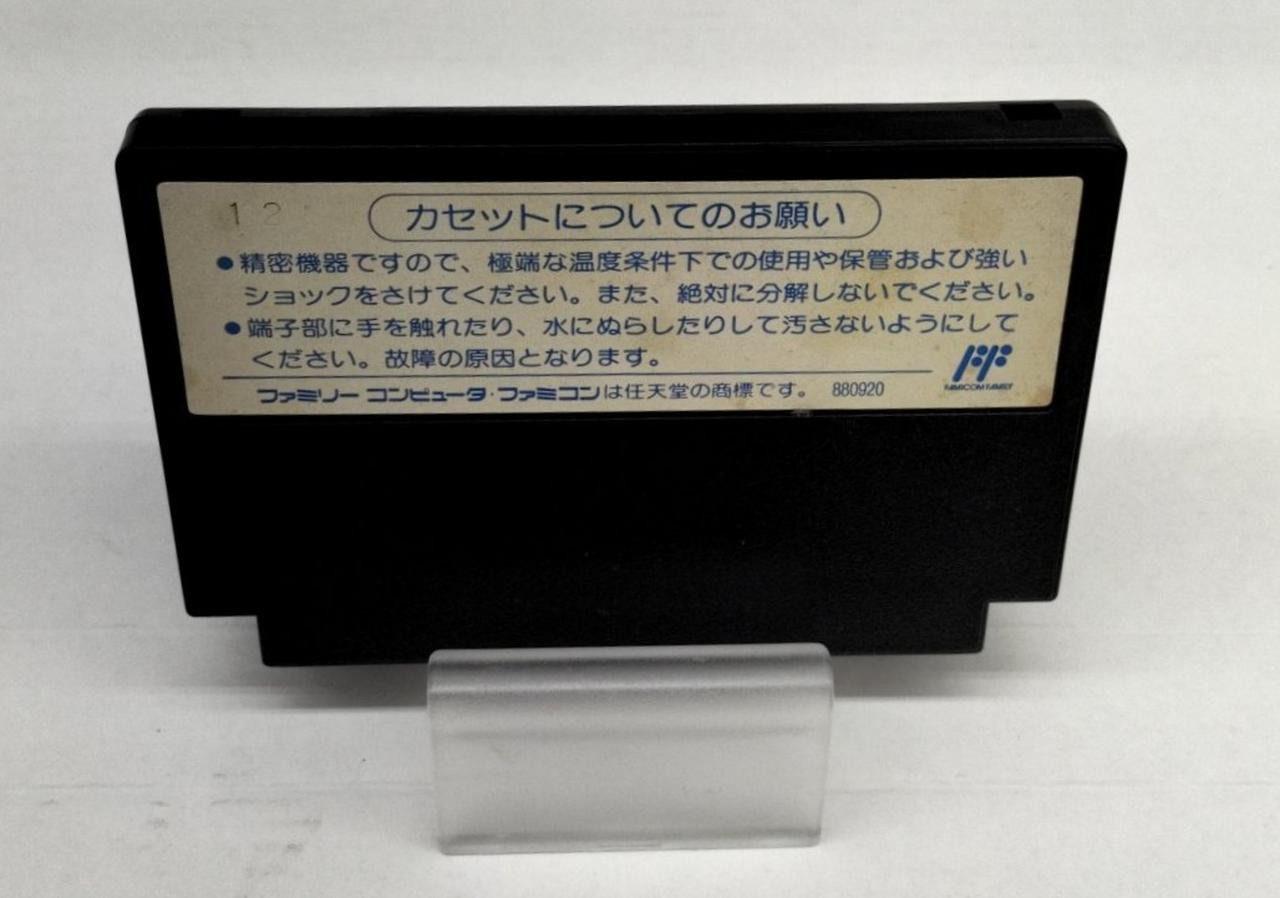 12
カセットについてのお願い
●精密機器ですので、極端な温度条件下での使用や保管および強い
ショックをさけてください。また、絶対に分解しないでください。
●端子部に手を触れたり、水にぬらしたりして汚さないようにして
ください。故障の原因となります。
FAMICOM FAMILY
ファミリーコンピュータ・ファミコンは任天堂の商標です。 880920